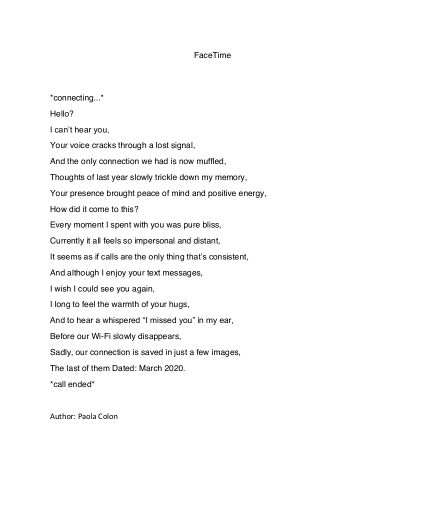 FaceTime
*connecting...*
Hello?
I can't hear you,
Your voice cracks through a lost signal,
And the only connection we had is now muffled,
Thoughts of last year slowly trickle down my memory,
Your presence brought peace of mind and positive energy,
How did it come to this?
Every moment I spent with you was pure bliss,
Currently it all feels so impersonal and distant,
It seems as if calls are the only thing that's consistent,
And although I enjoy your text messages,
I wish I could see you again,
I long to feel the warmth of your hugs,
And to hear a whispered “I missed you” in my ear,
Before our Wi-Fi slowly disappears,
Sadly, our connection is saved in just a few images,
The last of them Dated: March 2020.
*call ended*
Author: Paola Colon